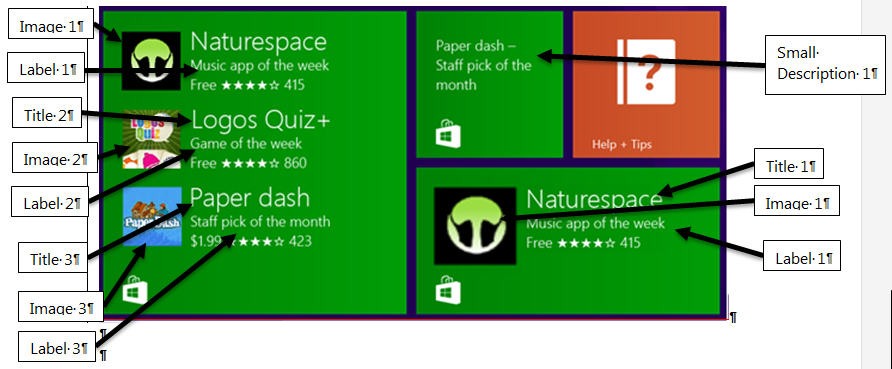 Image·1¶
Label·1¶
Title·2¶
Image·2¶
Label·2¶
Title·3¶
Image·3¶
Label·3¶
Naturespace
Music app of the week
Free ★★★★☆ 415
LOGOS
QUIZ
Logos Quiz+
Game of the week
Free ★★★★☆ 860
PaperDash
Paper dash
Staff pick of the month
$1.99 ★★★★☆ 423
Paper dash –
Staff pick of the
month
?
Help + Tips
Naturespace
Music app of the week
Free ★★★★☆ 415
Small·
Description·1¶
Title·1¶
Image·1¶
Label·1¶
¶
¶
¶